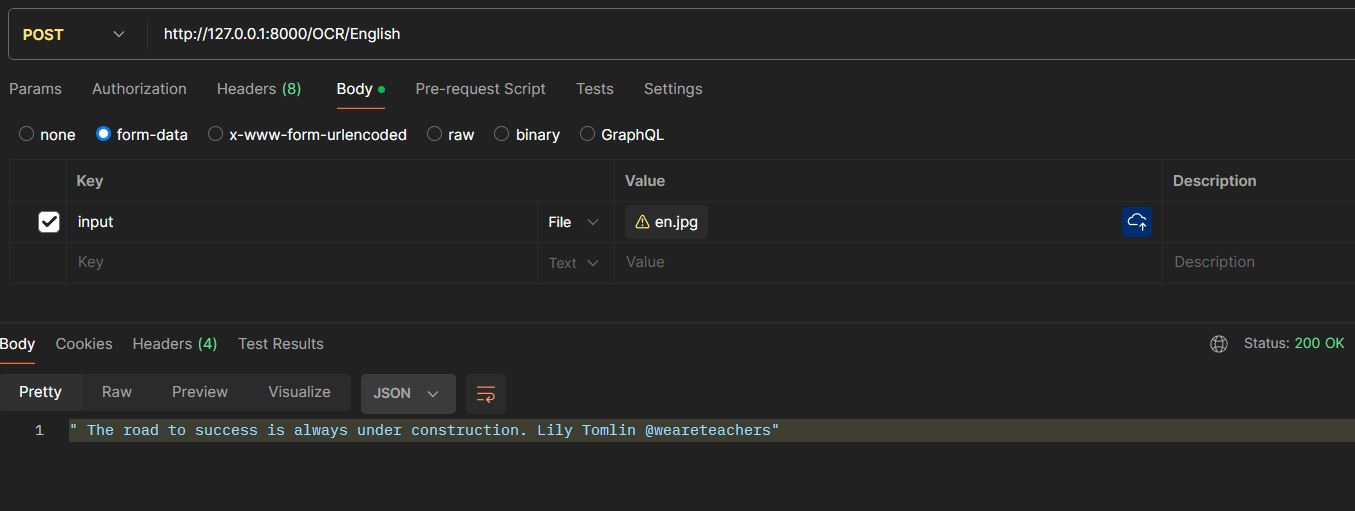 POST http://127.0.0.1:8000/OCR/English
Params Authorization Headers (8) Body Pre-request Script Tests Settings
none form-data x-www-form-urlencoded raw binary GraphQL
Key Value Description
input File en.jpg
Key Text Value Description
Body Cookies Headers (4) Test Results Status: 200 OK
Pretty Raw Preview Visualize JSON
1 " The road to success is always under construction. Lily Tomlin @weareteachers"